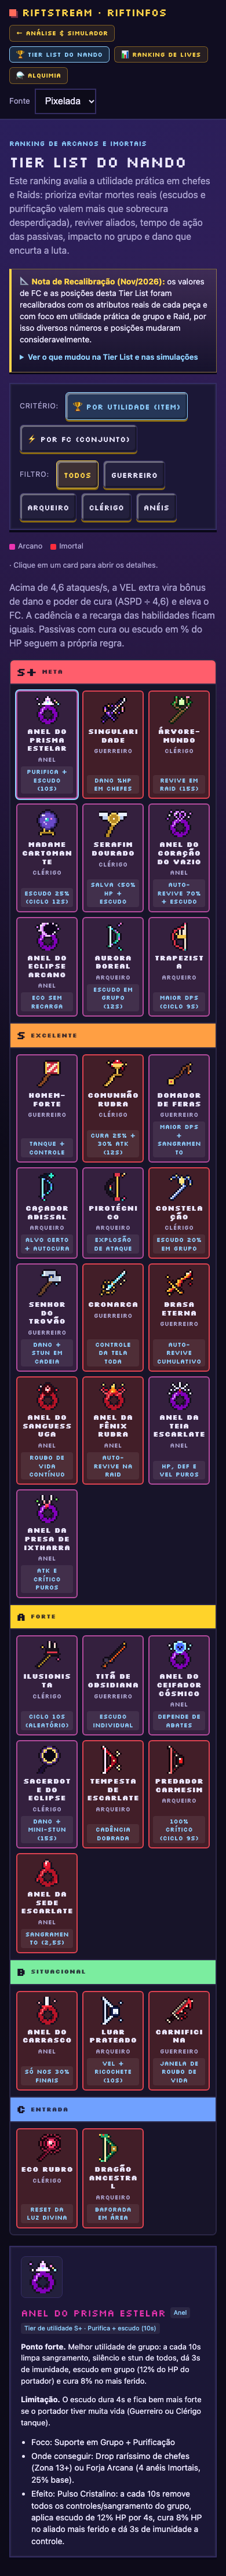 RIFTSTREAM · RIFTINFOS
← ANÁLISE & SIMULADOR
🏆 TIER LIST DO NANDO
📊 RANKING DE LIVES
ALQUIMIA
Fonte
Pixelada
RANKING DE ARCANOS E IMORTAIS
TIER LIST DO NANDO
Este ranking avalia a utilidade prática em chefes
e Raids: prioriza evitar mortes reais (escudos e
purificação valem mais que sobrecura
desperdiçada), reviver aliados, tempo de ação
das passivas, impacto no grupo e dano que
encurta a luta.
📐 Nota de Recalibração (Nov/2026): os valores
de FC e as posições desta Tier List foram
recalibrados com os atributos reais de cada peça e
com foco em utilidade prática de grupo e Raid, por
isso diversos números e posições mudaram
consideravelmente.
▸ Ver o que mudou na Tier List e nas simulações
CRITÉRIO:
🏆 POR UTILIDADE (ITEM)
⚡ POR FC (CONJUNTO)
FILTRO:
TODOS
GUERREIRO
ARQUEIRO
CLÉRIGO
ANÉIS
Arcano
Imortal
· Clique em um card para abrir os detalhes.
Acima de 4,6 ataques/s, a VEL extra vira bônus
de dano e poder de cura (ASPD ÷ 4,6) e eleva o
FC. A cadência e a recarga das habilidades ficam
iguais. Passivas com cura ou escudo em % do
HP seguem a própria regra.
S+ META
ANEL DO
PRISMA
ESTELAR
ANEL
PURIFICA +
ESCUDO
(10S)
SINGULARI
DADE
GUERREIRO
DANO %HP
EM CHEFES
ÁRVORE-
MUNDO
CLÉRIGO
REVIVE EM
RAID (15S)
MADAME
CARTOMAN
TE
CLÉRIGO
ESCUDO 25%
(CICLO 12S)
SERAFIM
DOURADO
CLÉRIGO
SALVA (50%
HP +
ESCUDO
ANEL DO
CORAÇÃO
DO VAZIO
ANEL
AUTO-
REVIVE 70%
+ ESCUDO
ANEL DO
ECLIPSE
ARCANO
ANEL
ECO SEM
RECARGA
AURORA
BOREAL
ARQUEIRO
ESCUDO EM
GRUPO
(12S)
TRAPEZIST
A
ARQUEIRO
MAIOR DPS
(CICLO 9S)
S EXCELENTE
HOMEM-
FORTE
GUERREIRO
TANQUE +
CONTROLE
COMUNHÃO
RUBRA
CLÉRIGO
CURA 25% +
30% ATK
(12S)
DOMADOR
DE FERAS
GUERREIRO
MAIOR DPS
+
SANGRAMEN
TO
CAÇADOR
ABISSAL
ARQUEIRO
ALVO CERTO
+ AUTOCURA
PIROTÉCNI
CO
ARQUEIRO
EXPLOSÃO
DE ATAQUE
CONSTELA
ÇÃO
CLÉRIGO
ESCUDO 20%
EM GRUPO
SENHOR
DO
TROVÃO
GUERREIRO
DANO +
STUN EM
CADEIA
CRONARCA
GUERREIRO
CONTROLE
DA TELA
TODA
BRASA
ETERNA
GUERREIRO
AUTO-
REVIVE
CUMULATIVO
ANEL DO
SANGUESS
UGA
ANEL
ROUBO DE
VIDA
CONTÍNUO
ANEL DA
FÊNIX
RUBRA
ANEL
AUTO-
REVIVE NA
RAID
ANEL DA
TEIA
ESCARLATE
ANEL
HP, DEF E
VEL PUROS
ANEL DA
PRESA DE
IXTHARRA
ANEL
ATK E
CRÍTICO
PUROS
A FORTE
ILUSIONIS
TA
CLÉRIGO
CICLO 10S
(ALEATÓRIO)
TITÃ DE
OBSIDIANA
GUERREIRO
ESCUDO
INDIVIDUAL
ANEL DO
CEIFADOR
CÓSMICO
ANEL
DEPENDE DE
ABATES
SACERDOT
E DO
ECLIPSE
CLÉRIGO
DANO +
MINI-STUN
(15S)
TEMPESTA
DE
ESCARLATE
ARQUEIRO
CADÊNCIA
DOBRADA
PREDADOR
CARMESIM
ARQUEIRO
100%
CRÍTICO
(CICLO 9S)
ANEL DA
SEDE
ESCARLATE
ANEL
SANGRAMEN
TO (2,5S)
B SITUACIONAL
ANEL DO
CARRASCO
ANEL
SÓ NOS 30%
FINAIS
LUAR
PRATEADO
ARQUEIRO
VEL +
RICOCHETE
(10S)
CARNIFICI
NA
GUERREIRO
JANELA DE
ROUBO DE
VIDA
C ENTRADA
ECO RUBRO
CLÉRIGO
RESET DA
LUZ DIVINA
DRAGÃO
ANCESTRA
L
ARQUEIRO
BAFORADA
EM ÁREA
ANEL DO PRISMA ESTELAR Anel
Tier de utilidade S+ · Purifica + escudo (10s)
Ponto forte. Melhor utilidade de grupo: a cada 10s
limpa sangramento, silêncio e stun de todos, dá 3s
de imunidade, escudo em grupo (12% do HP do
portador) e cura 8% no mais ferido.
Limitação. O escudo dura 4s e fica bem mais forte
se o portador tiver muita vida (Guerreiro ou Clérigo
tanque).
• Foco: Suporte em Grupo + Purificação
• Onde conseguir: Drop raríssimo de chefes
(Zona 13+) ou Forja Arcana (4 anéis Imortais,
25% base).
• Efeito: Pulso Cristalino: a cada 10s remove
todos os controles/sangramento do grupo,
aplica escudo de 12% HP por 4s, cura 8% HP
no aliado mais ferido e dá 3s de imunidade a
controle.